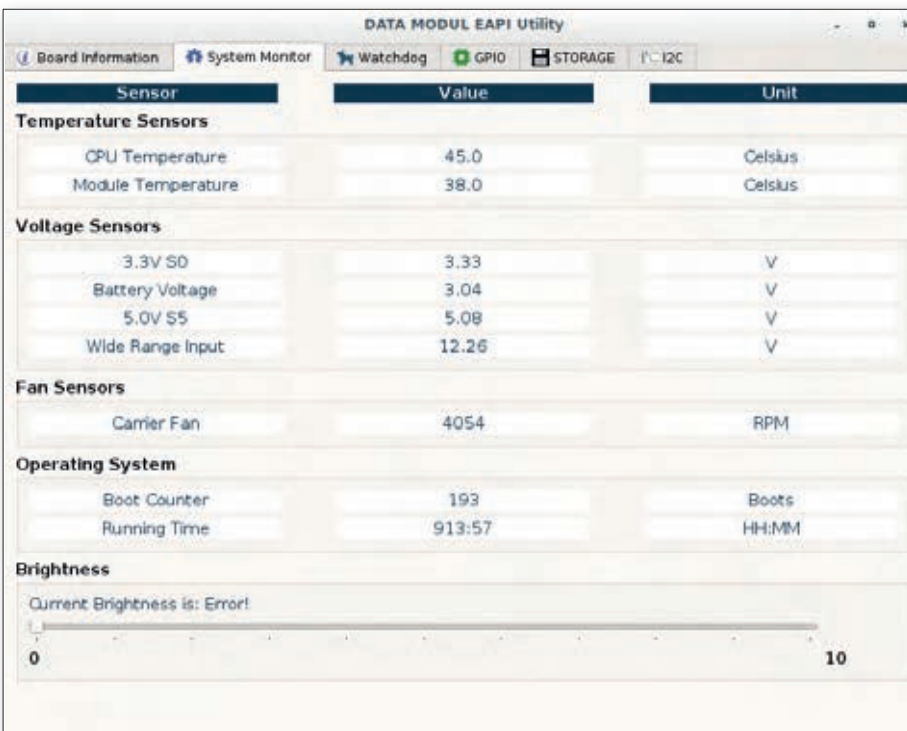 DATA MODUL EAPI Utility
Board Information System Monitor Watchdog GPIO STORAGE I2C
Sensor Value Unit
Temperature Sensors
CPU Temperature 45.0 Celsius
Module Temperature 38.0 Celsius
Voltage Sensors
3.3V S0 3.33 V
Battery Voltage 3.04 V
5.0V S5 5.08 V
Wide Range Input 12.26 V
Fan Sensors
Carrier Fan 4054 RPM
Operating System
Boot Counter 193 Boots
Running Time 913:57 HH:MM
Brightness
Current Brightness is: Error!
0 10